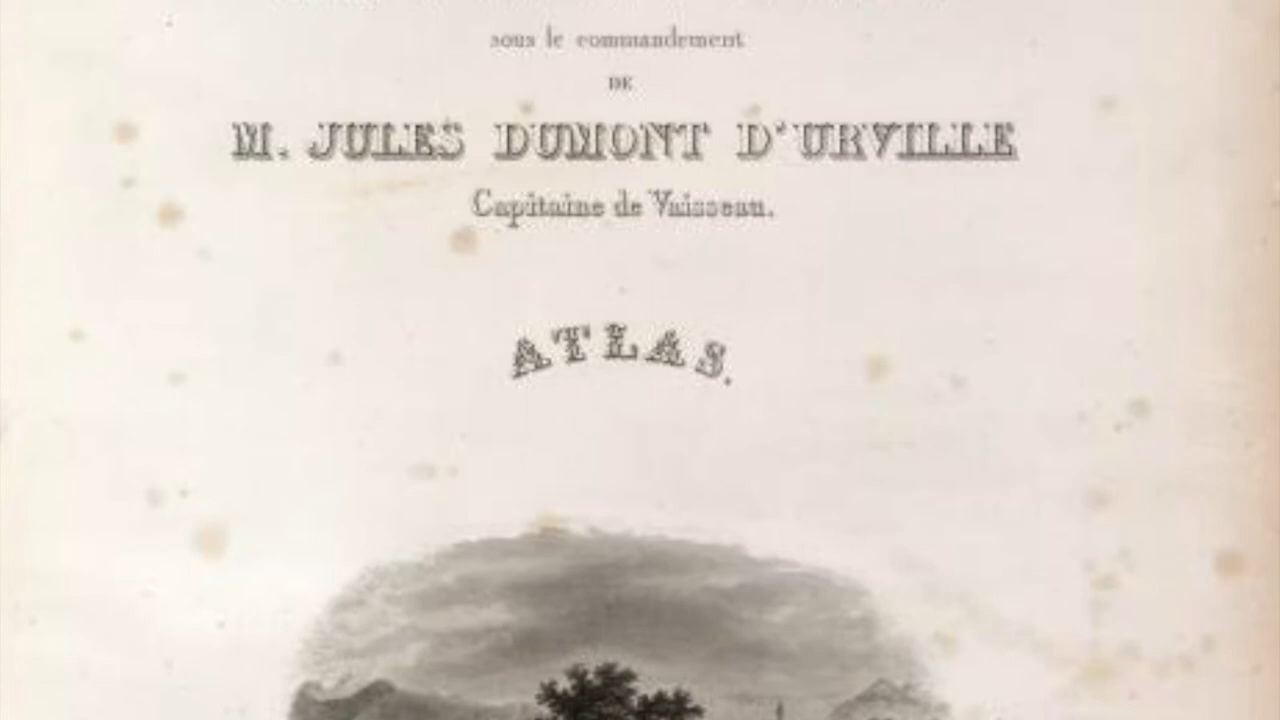 sous le commandement
DE
M. JULES DUMONT D'URVILLE
Capitaine de Vaisseau.
ATLAS.